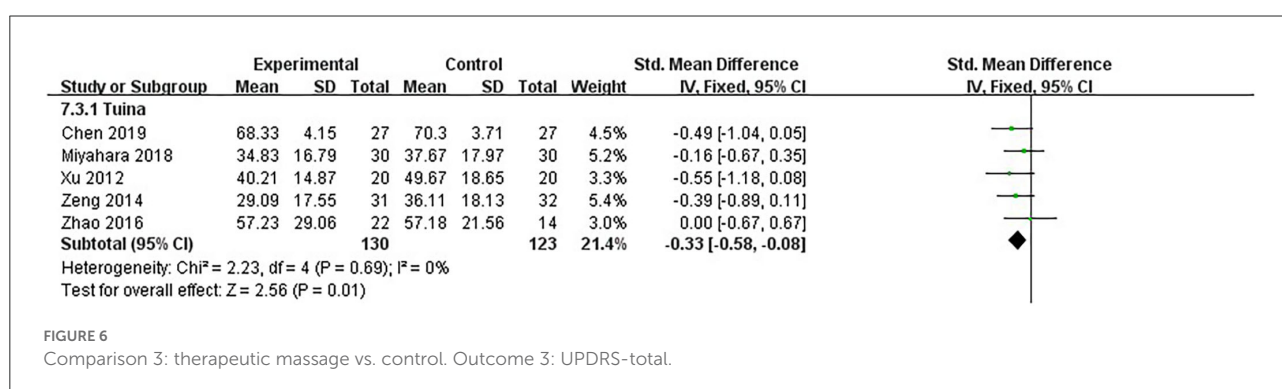 Experimental Control Std. Mean Difference Std. Mean Difference
Study or Subgroup Mean SD Total Mean SD Total Weight IV, Fixed, 95% CI IV, Fixed, 95% CI
7.3.1 Tuina
Chen 2019 68.33 4.15 27 70.3 3.71 27 4.5% -0.49 [-1.04, 0.05]
Miyahara 2018 34.83 16.79 30 37.67 17.97 30 5.2% -0.16 [-0.67, 0.35]
Xu 2012 40.21 14.87 20 49.67 18.65 20 3.3% -0.55 [-1.18, 0.08]
Zeng 2014 29.09 17.55 31 36.11 18.13 32 5.4% -0.39 [-0.89, 0.11]
Zhao 2016 57.23 29.06 22 57.18 21.56 14 3.0% 0.00 [-0.67, 0.67]
Subtotal (95% CI) 130 123 21.4% -0.33 [-0.58, -0.08]
Heterogeneity: Chi² = 2.23, df = 4 (P = 0.69); I² = 0%
Test for overall effect: Z = 2.56 (P = 0.01)
FIGURE 6
Comparison 3: therapeutic massage vs. control. Outcome 3: UPDRS-total.